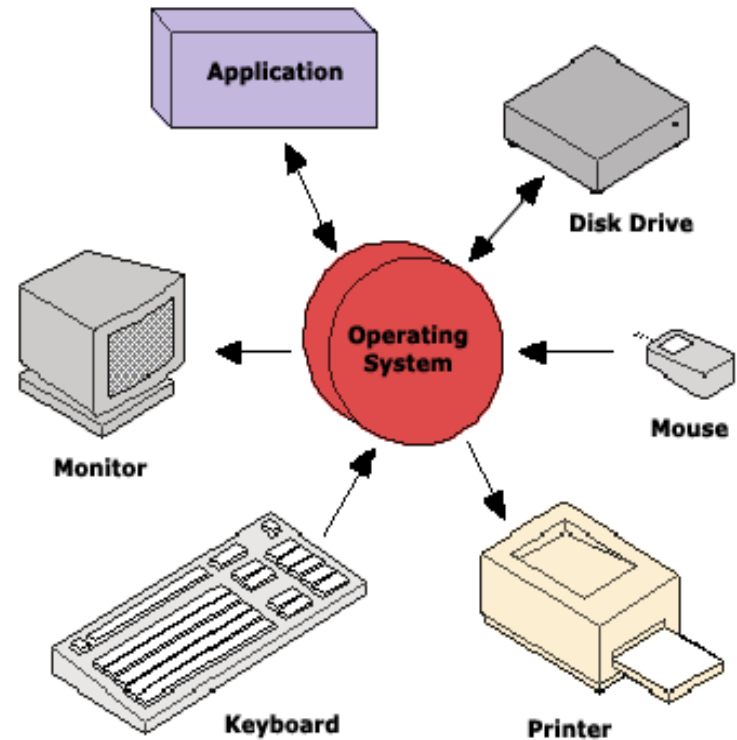 Application
Disk Drive
Operating
System
Mouse
Monitor
Keyboard
Printer